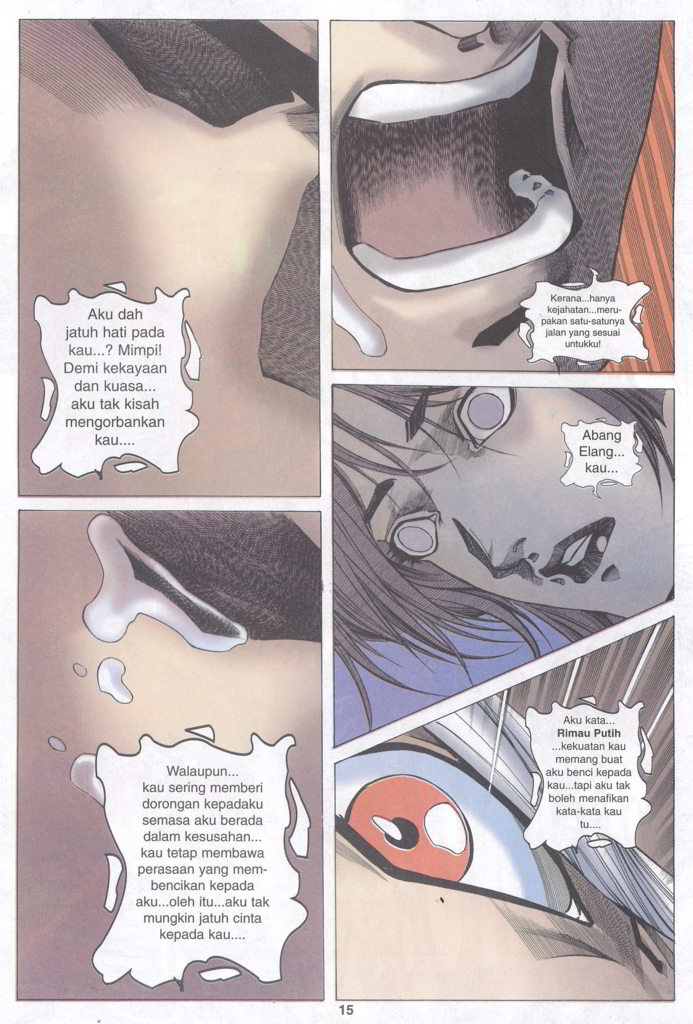 Aku dah
jatuh hati pada
kau...? Mimpi!
Demi kekayaan
dan kuasa...
aku tak kisah
mengorbankan
kau....
Walaupun...
kau sering memberi
dorongan kepadaku
semasa aku berada
dalam kesusahan...
kau tetap membawa
perasaan yang mem-
bencikan kepada
aku...oleh itu...aku tak
mungkin jatuh cinta
kepada kau....
Kerana...hanya
kejahatan...meru-
pakan satu-satunya
jalan yang sesuai
untukku!
Abang
Elang...
kau...
Aku kata...
Rimau Putih
...kekuatan kau
memang buat
aku benci kepada
kau...tapi aku tak
boleh menafikan
kata-kata kau
tu....
15